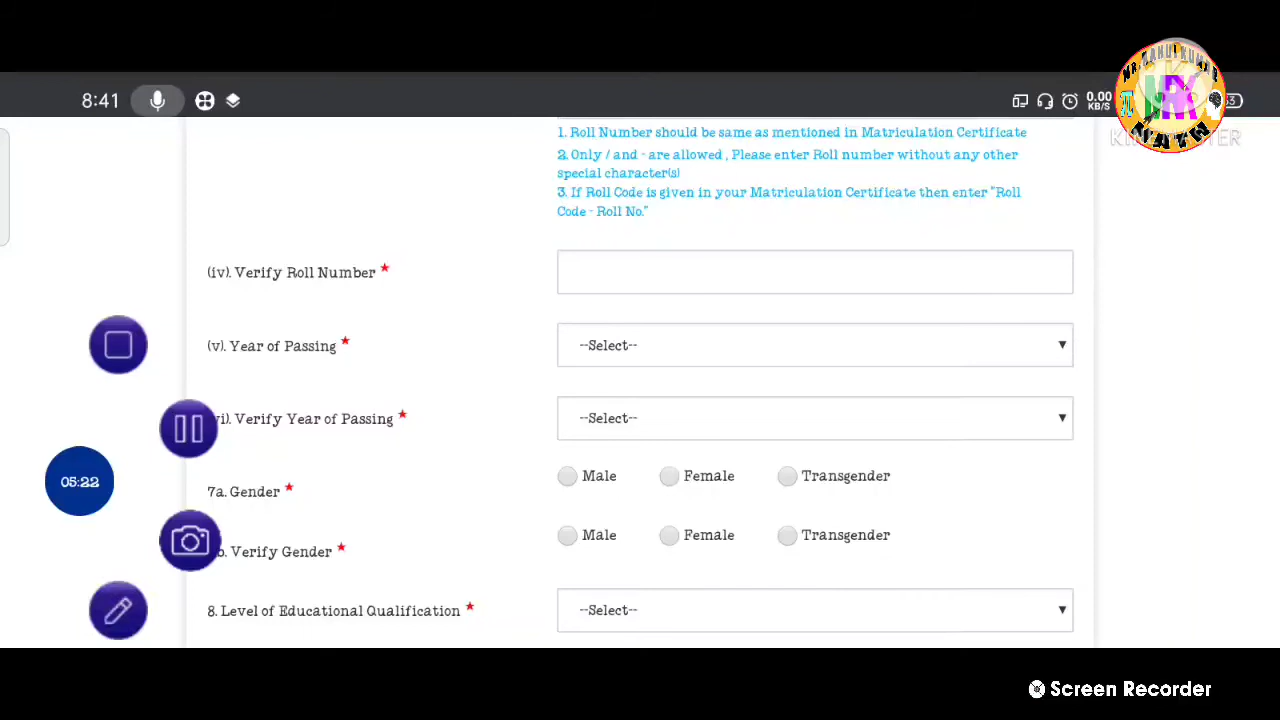 8:41
0.00
KB/S
1. Roll Number should be same as mentioned in Matriculation Certificate
2. Only / and - are allowed , Please enter Roll number without any other
special character(s)
3. If Roll Code is given in your Matriculation Certificate then enter "Roll
Code - Roll No."
(iv). Verify Roll Number *
(v). Year of Passing *
--Select--
vi). Verify Year of Passing *
--Select--
7a. Gender *
Male Female Transgender
b. Verify Gender *
Male Female Transgender
8. Level of Educational Qualification *
--Select--
05:22
MATH
Screen Recorder